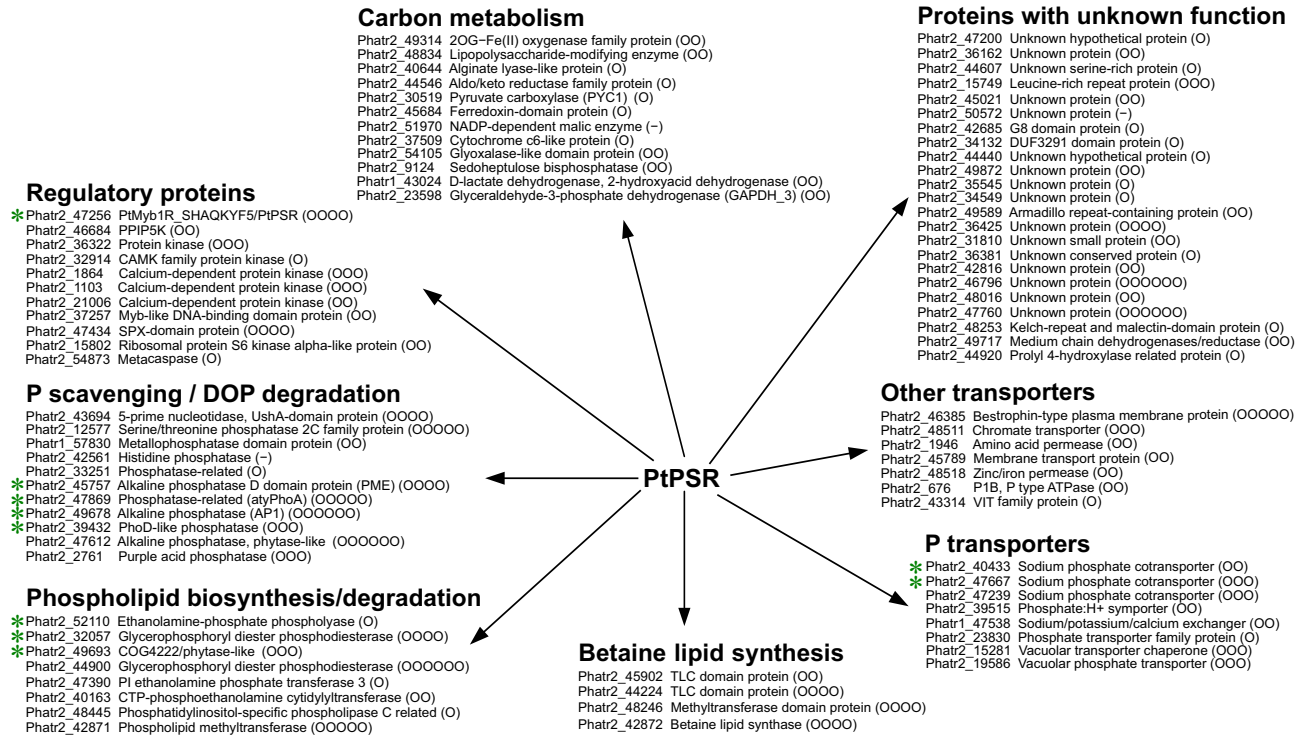 Carbon metabolism
Phatr2_49314 2OG−Fe(II) oxygenase family protein (OO)
Phatr2_48834 Lipopolysaccharide-modifying enzyme (OO)
Phatr2_40644 Alginate lyase-like protein (O)
Phatr2_44546 Aldo/keto reductase family protein (O)
Phatr2_30519 Pyruvate carboxylase (PYC1) (O)
Phatr2_45684 Ferredoxin-domain protein (O)
Phatr2_51970 NADP-dependent malic enzyme (−)
Phatr2_37509 Cytochrome c6-like protein (O)
Phatr2_54105 Glyoxalase-like domain protein (OO)
Phatr2_9124 Sedoheptulose bisphosphatase (OO)
Phatr1_43024 D-lactate dehydrogenase, 2-hydroxyacid dehydrogenase (OO)
Phatr2_23598 Glyceraldehyde-3-phosphate dehydrogenase (GAPDH_3) (OO)
Proteins with unknown function
Phatr2_47200 Unknown hypothetical protein (O)
Phatr2_36162 Unknown protein (OO)
Phatr2_44607 Unknown serine-rich protein (O)
Phatr2_15749 Leucine-rich repeat protein (OOO)
Phatr2_45021 Unknown protein (OO)
Phatr2_50572 Unknown protein (−)
Phatr2_42685 G8 domain protein (O)
Phatr2_34132 DUF3291 domain protein (O)
Phatr2_44440 Unknown hypothetical protein (O)
Phatr2_49872 Unknown protein (OO)
Phatr2_35545 Unknown protein (O)
Phatr2_34549 Unknown protein (O)
Phatr2_49589 Armadillo repeat-containing protein (OO)
Phatr2_36425 Unknown protein (OOOO)
Phatr2_31810 Unknown small protein (OO)
Phatr2_36381 Unknown conserved protein (O)
Phatr2_42816 Unknown protein (OO)
Phatr2_46796 Unknown protein (OOOOOO)
Phatr2_48016 Unknown protein (OO)
Phatr2_47760 Unknown protein (OOOOOO)
Phatr2_48253 Kelch-repeat and malectin-domain protein (O)
Phatr2_49717 Medium chain dehydrogenases/reductase (OO)
Phatr2_44920 Prolyl 4-hydroxylase related protein (O)
Regulatory proteins
✻Phatr2_47256 PtMyb1R_SHAQKYF5/PtPSR (OOOO)
Phatr2_46684 PPIP5K (OO)
Phatr2_36322 Protein kinase (OOO)
Phatr2_32914 CAMK family protein kinase (O)
Phatr2_1864 Calcium-dependent protein kinase (OOO)
Phatr2_1103 Calcium-dependent protein kinase (OOO)
Phatr2_21006 Calcium-dependent protein kinase (OO)
Phatr2_37257 Myb-like DNA-binding domain protein (OO)
Phatr2_47434 SPX-domain protein (OOOO)
Phatr2_15802 Ribosomal protein S6 kinase alpha-like protein (OO)
Phatr2_54873 Metacaspase (O)
P scavenging / DOP degradation
Phatr2_43694 5-prime nucleotidase, UshA-domain protein (OOOO)
Phatr2_12577 Serine/threonine phosphatase 2C family protein (OOOOO)
Phatr1_57830 Metallophosphatase domain protein (OO)
Phatr2_42561 Histidine phosphatase (−)
Phatr2_33251 Phosphatase-related (O)
✻Phatr2_45757 Alkaline phosphatase D domain protein (PME) (OOOO)
✻Phatr2_47869 Phosphatase-related (atyPhoA) (OOOOO)
✻Phatr2_49678 Alkaline phosphatase (AP1) (OOOOOO)
✻Phatr2_39432 PhoD-like phosphatase (OOO)
Phatr2_47612 Alkaline phosphatase, phytase-like (OOOOOO)
Phatr2_2761 Purple acid phosphatase (OOO)
PtPSR
Other transporters
Phatr2_46385 Bestrophin-type plasma membrane protein (OOOOO)
Phatr2_48511 Chromate transporter (OOO)
Phatr2_1946 Amino acid permease (OO)
Phatr2_45789 Membrane transport protein (OO)
Phatr2_48518 Zinc/iron permease (OO)
Phatr2_676 P1B, P type ATPase (OO)
Phatr2_43314 VIT family protein (O)
P transporters
✻Phatr2_40433 Sodium phosphate cotransporter (OO)
✻Phatr2_47667 Sodium phosphate cotransporter (OOO)
Phatr2_47239 Sodium phosphate cotransporter (OOO)
Phatr2_39515 Phosphate:H+ symporter (OO)
Phatr1_47538 Sodium/potassium/calcium exchanger (OO)
Phatr2_23830 Phosphate transporter family protein (O)
Phatr2_15281 Vacuolar transporter chaperone (OOO)
Phatr2_19586 Vacuolar phosphate transporter (OOO)
Phospholipid biosynthesis/degradation
✻Phatr2_52110 Ethanolamine-phosphate phospholyase (O)
✻Phatr2_32057 Glycerophosphoryl diester phosphodiesterase (OOOO)
✻Phatr2_49693 COG4222/phytase-like (OOO)
Phatr2_44900 Glycerophosphoryl diester phosphodiesterase (OOOOOO)
Phatr2_47390 PI ethanolamine phosphate transferase 3 (O)
Phatr2_40163 CTP-phosphoethanolamine cytidylyltransferase (OO)
Phatr2_48445 Phosphatidylinositol-specific phospholipase C related (O)
Phatr2_42871 Phospholipid methyltransferase (OOOOO)
Betaine lipid synthesis
Phatr2_45902 TLC domain protein (OO)
Phatr2_44224 TLC domain protein (OOOO)
Phatr2_48246 Methyltransferase domain protein (OOOO)
Phatr2_42872 Betaine lipid synthase (OOOO)